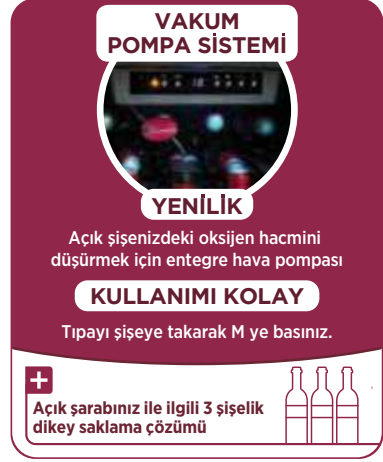 VAKUM
POMPA SİSTEMİ
YENİLİK
Açık şişenizdeki oksijen hacmini
düşürmek için entegre hava pompası
KULLANIMI KOLAY
Tıpayı şişeye takarak M ye basınız.
+
Açık şarabınız ile ilgili 3 şişelik
dikey saklama çözümü